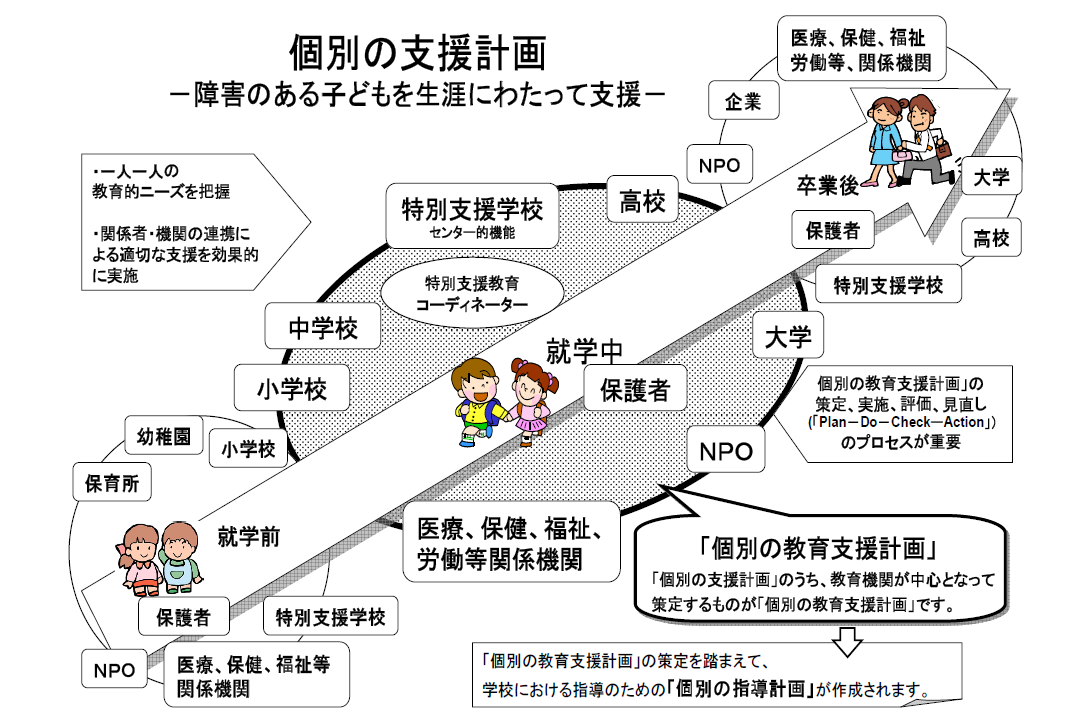 個別の支援計画
－障害のある子どもを生涯にわたって支援－
・一人一人の
教育的ニーズを把握
・関係者・機関の連携に
よる適切な支援を効果的
に実施
医療、保健、福祉
労働等、関係機関
企業
NPO
卒業後
大学
保護者
高校
特別支援学校
特別支援学校
センター的機能
高校
特別支援教育
コーディネーター
中学校
小学校
就学中
保護者
大学
NPO
医療、保健、福祉、
労働等関係機関
個別の教育支援計画」の
策定、実施、評価、見直し
(「Plan－Do－Check－Action」)
のプロセスが重要
幼稚園
小学校
保育所
就学前
保護者
特別支援学校
NPO
医療、保健、福祉等
関係機関
「個別の教育支援計画」
「個別の支援計画」のうち、教育機関が中心となって
策定するものが「個別の教育支援計画」です。
「個別の教育支援計画」の策定を踏まえて、
学校における指導のための「個別の指導計画」が作成されます。